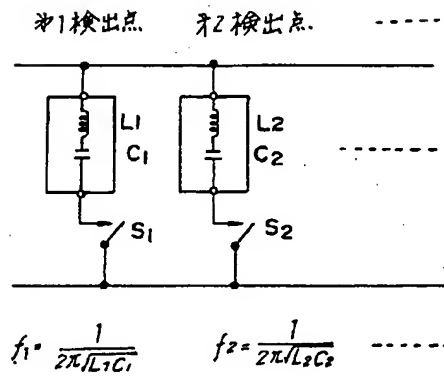 第1検出点 第2検出点 -----
L1 L2
C1 C2 -----
S1 S2
f1= 1/2π√L1C1 f2= 1/2π√L2C2 -----